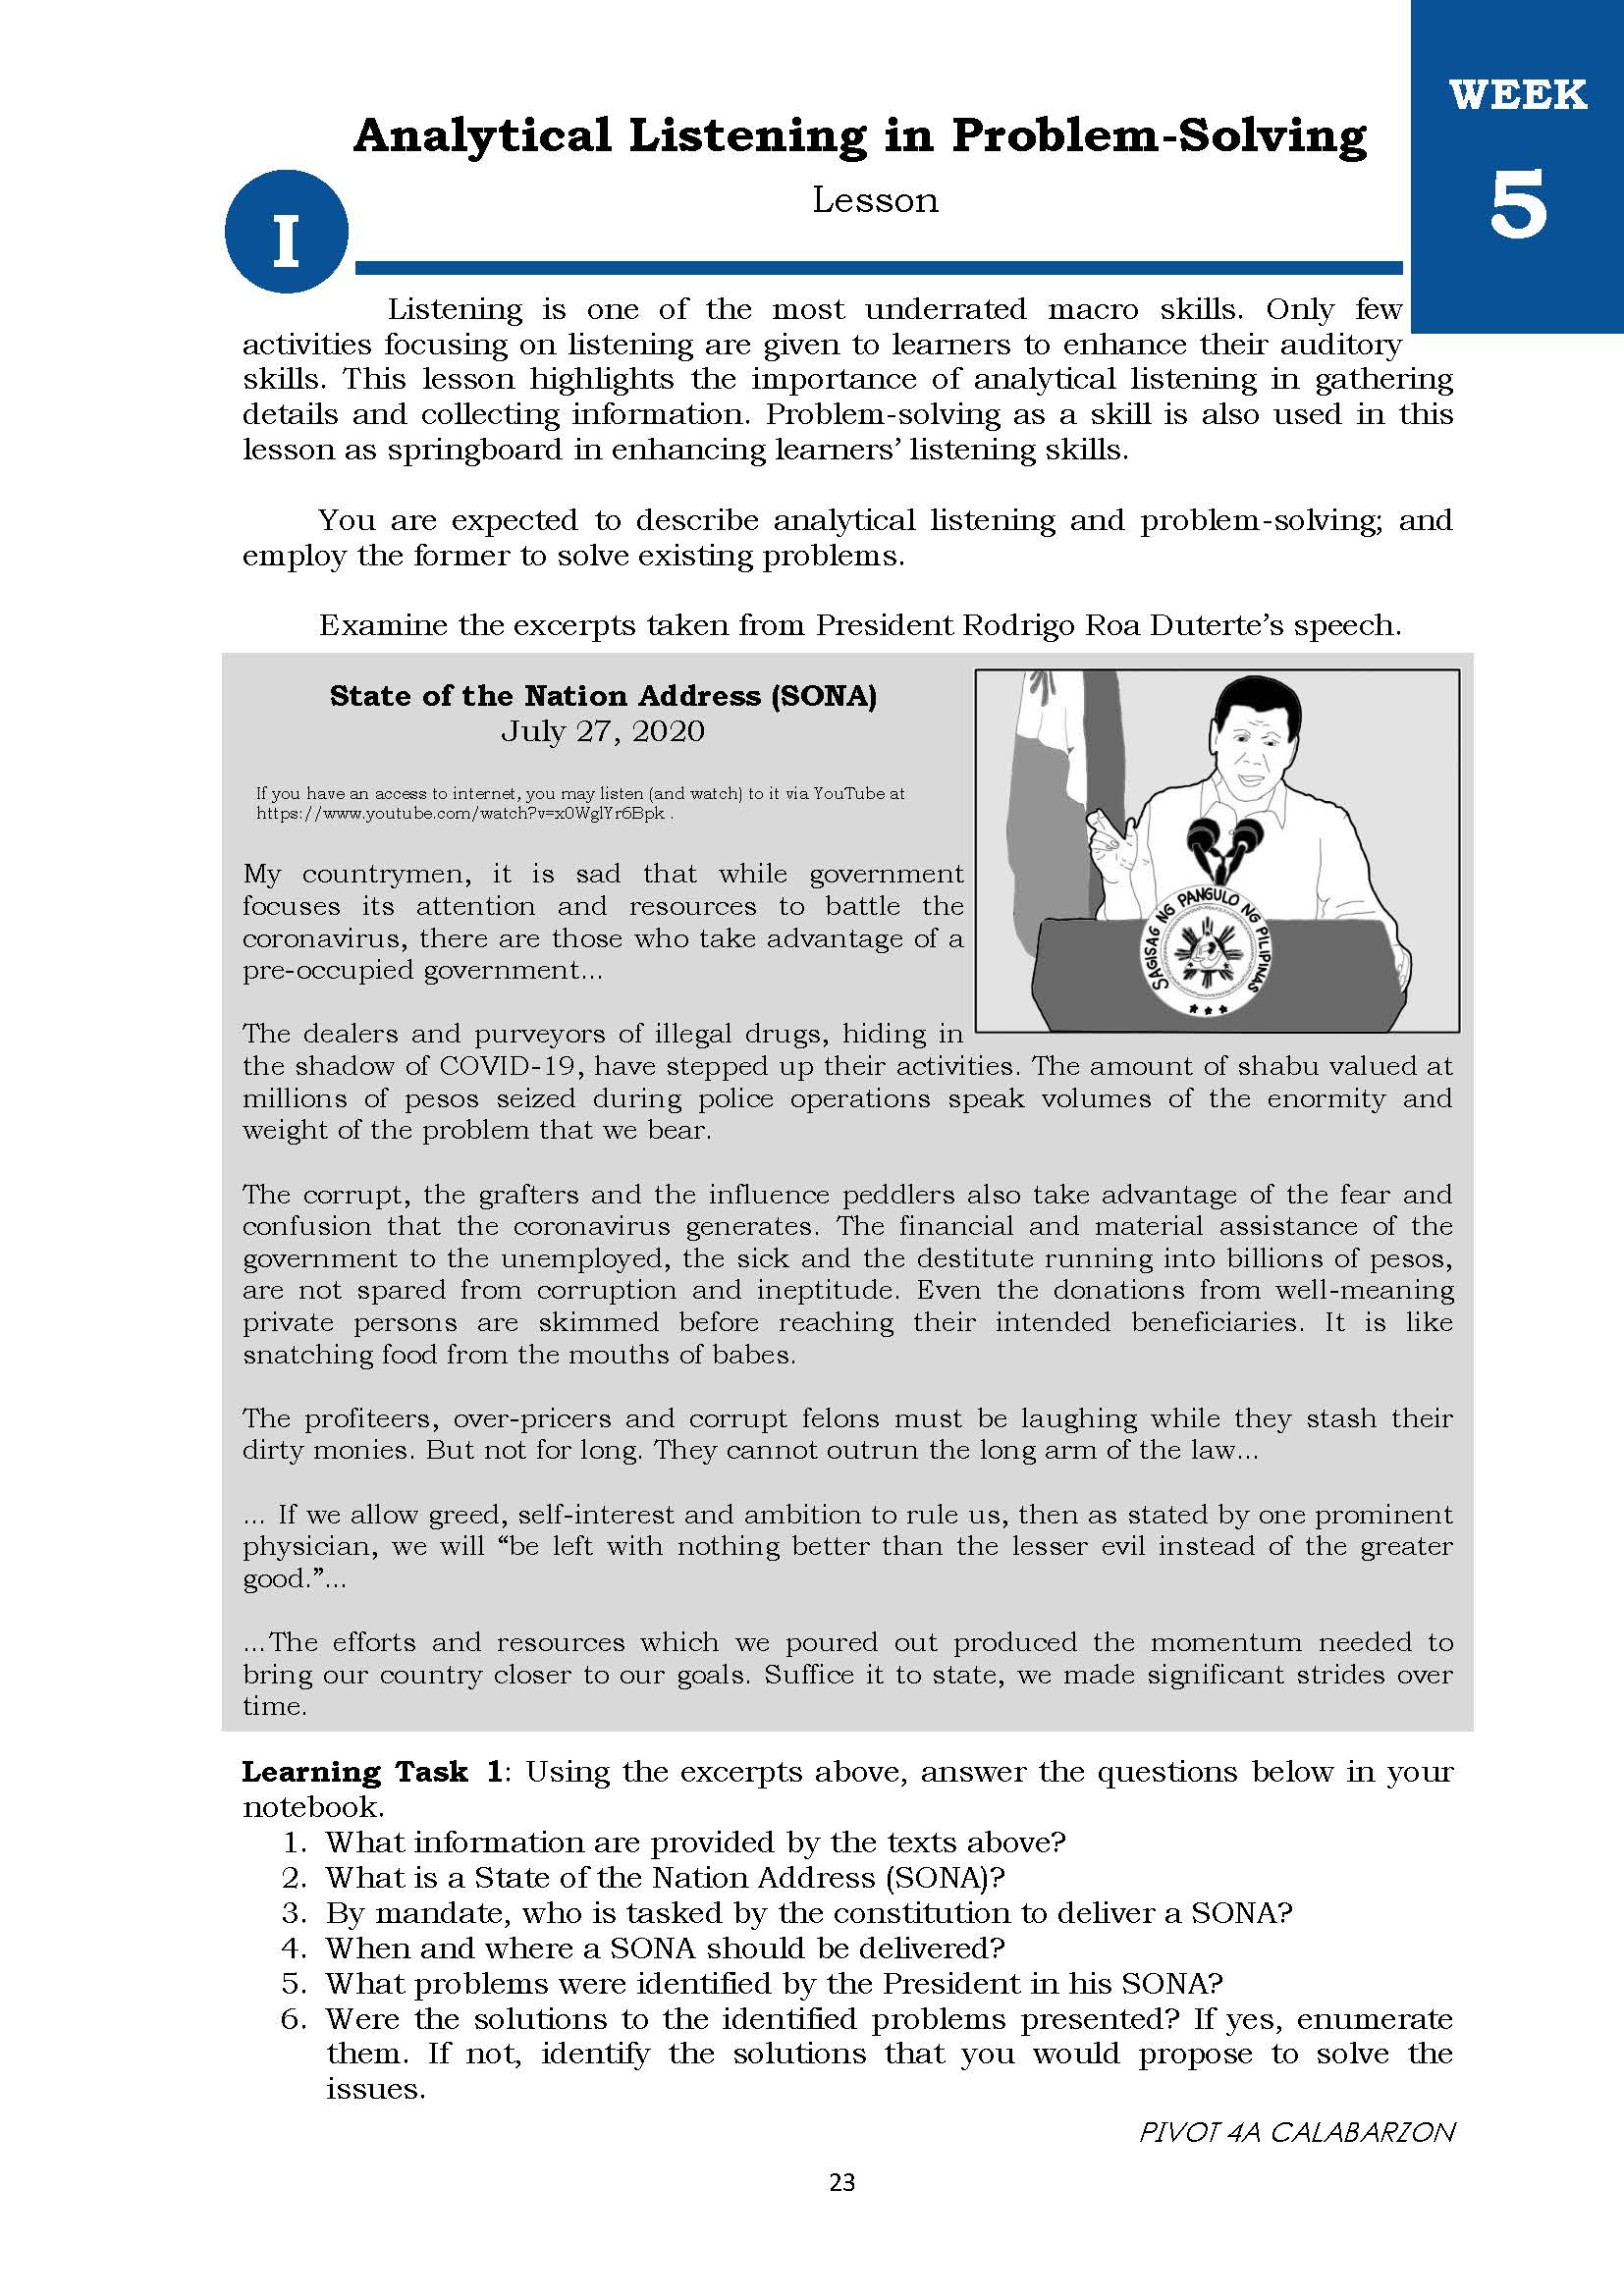 WEEK
5
Analytical Listening in Problem-Solving
Lesson
I
Listening is one of the most underrated macro skills. Only few
activities focusing on listening are given to learners to enhance their auditory
skills. This lesson highlights the importance of analytical listening in gathering
details and collecting information. Problem-solving as a skill is also used in this
lesson as springboard in enhancing learners’ listening skills.
You are expected to describe analytical listening and problem-solving; and
employ the former to solve existing problems.
Examine the excerpts taken from President Rodrigo Roa Duterte’s speech.
State of the Nation Address (SONA)
July 27, 2020
If you have an access to internet, you may listen (and watch) to it via YouTube at
https://www.youtube.com/watch?v=x0WglYr6Bpk .
SAGISAG NG PANGULO NG PILIPINAS
My countrymen, it is sad that while government
focuses its attention and resources to battle the
coronavirus, there are those who take advantage of a
pre-occupied government...
The dealers and purveyors of illegal drugs, hiding in
the shadow of COVID-19, have stepped up their activities. The amount of shabu valued at
millions of pesos seized during police operations speak volumes of the enormity and
weight of the problem that we bear.
The corrupt, the grafters and the influence peddlers also take advantage of the fear and
confusion that the coronavirus generates. The financial and material assistance of the
government to the unemployed, the sick and the destitute running into billions of pesos,
are not spared from corruption and ineptitude. Even the donations from well-meaning
private persons are skimmed before reaching their intended beneficiaries. It is like
snatching food from the mouths of babes.
The profiteers, over-pricers and corrupt felons must be laughing while they stash their
dirty monies. But not for long. They cannot outrun the long arm of the law...
... If we allow greed, self-interest and ambition to rule us, then as stated by one prominent
physician, we will “be left with nothing better than the lesser evil instead of the greater
good.”...
...The efforts and resources which we poured out produced the momentum needed to
bring our country closer to our goals. Suffice it to state, we made significant strides over
time.
Learning Task 1: Using the excerpts above, answer the questions below in your
notebook.
1. What information are provided by the texts above?
2. What is a State of the Nation Address (SONA)?
3. By mandate, who is tasked by the constitution to deliver a SONA?
4. When and where a SONA should be delivered?
5. What problems were identified by the President in his SONA?
6. Were the solutions to the identified problems presented? If yes, enumerate
them. If not, identify the solutions that you would propose to solve the
issues.
PIVOT 4A CALABARZON
23